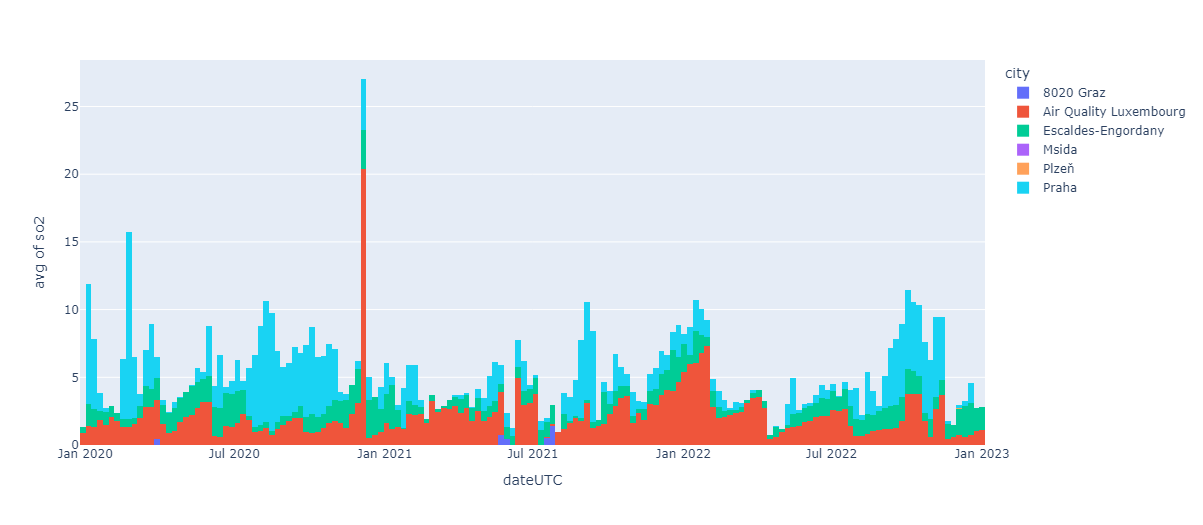 city
8020 Graz
Air Quality Luxembourg
Escaldes-Engordany
Msida
Plzeň
Praha
avg of so2
25
20
15
10
5
0
Jan 2020 Jul 2020 Jan 2021 Jul 2021 Jan 2022 Jul 2022 Jan 2023
dateUTC